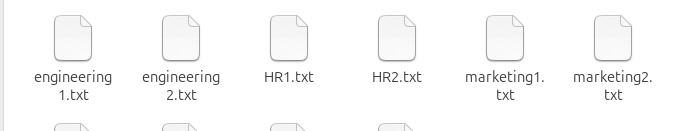 engineering
1.txt
engineering
2.txt
HR1.txt
HR2.txt
marketing1.
txt
marketing2.
txt